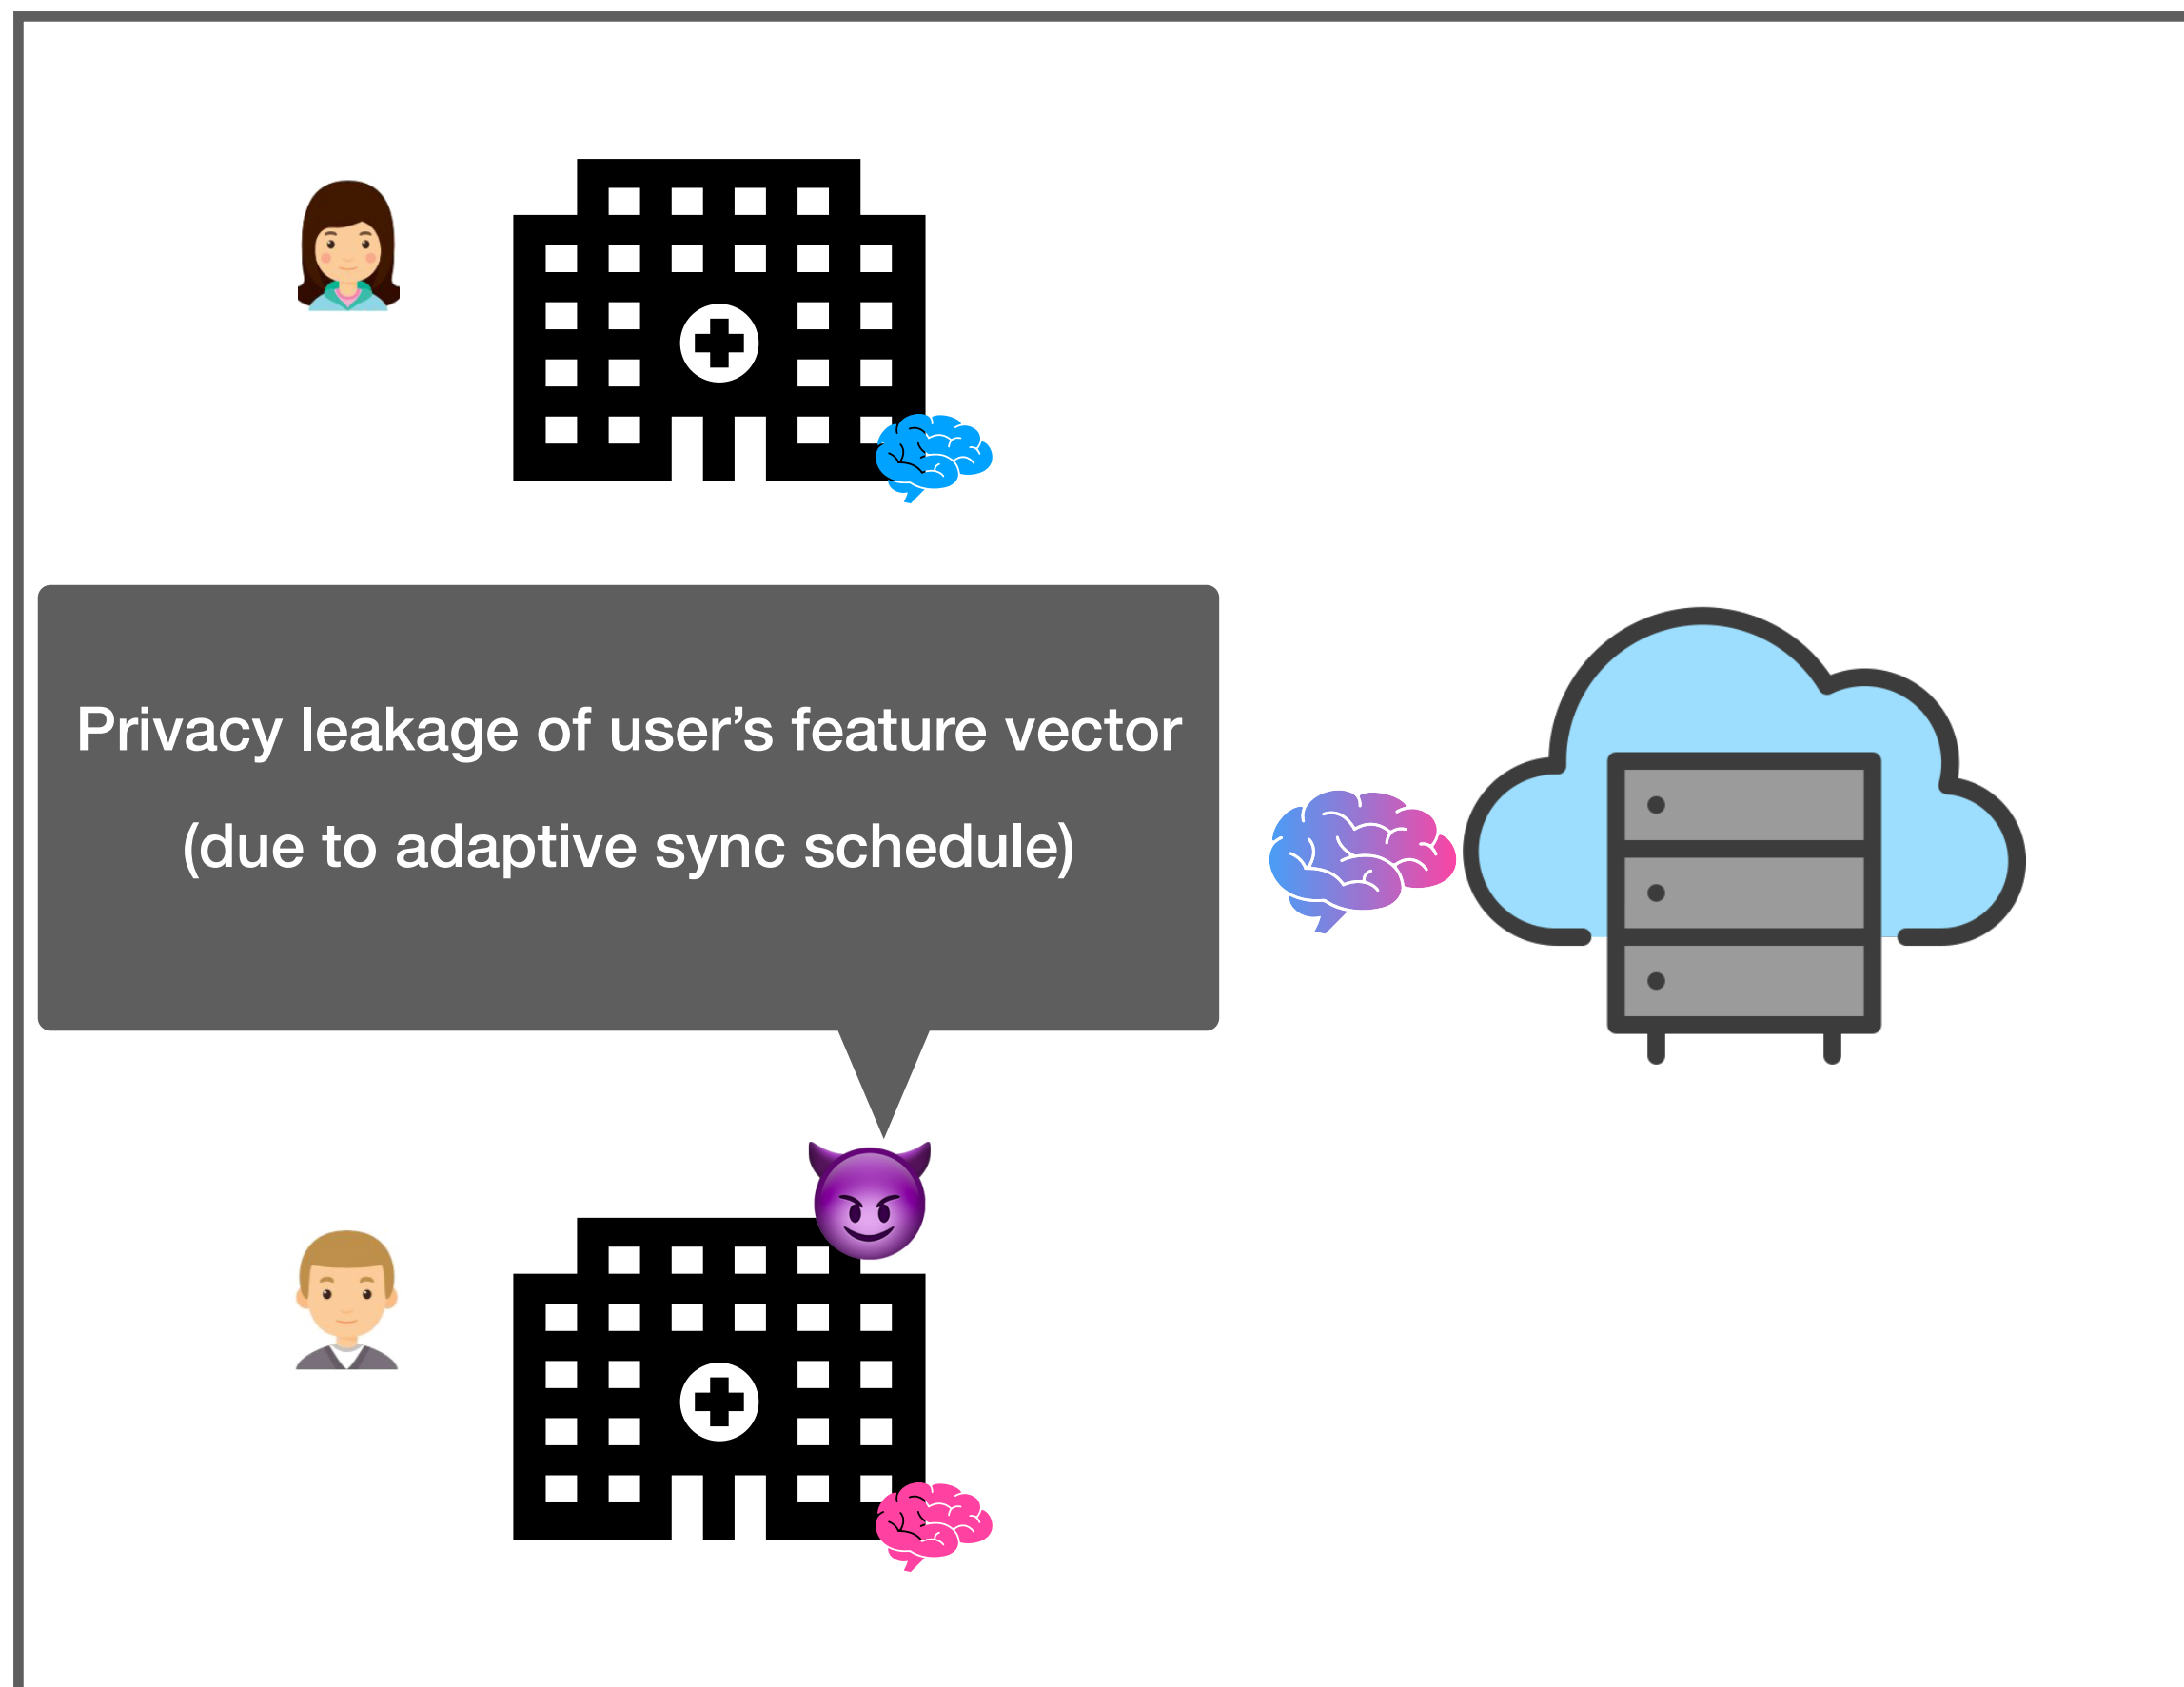 Privacy leakage of user’s feature vector
(due to adaptive sync schedule)